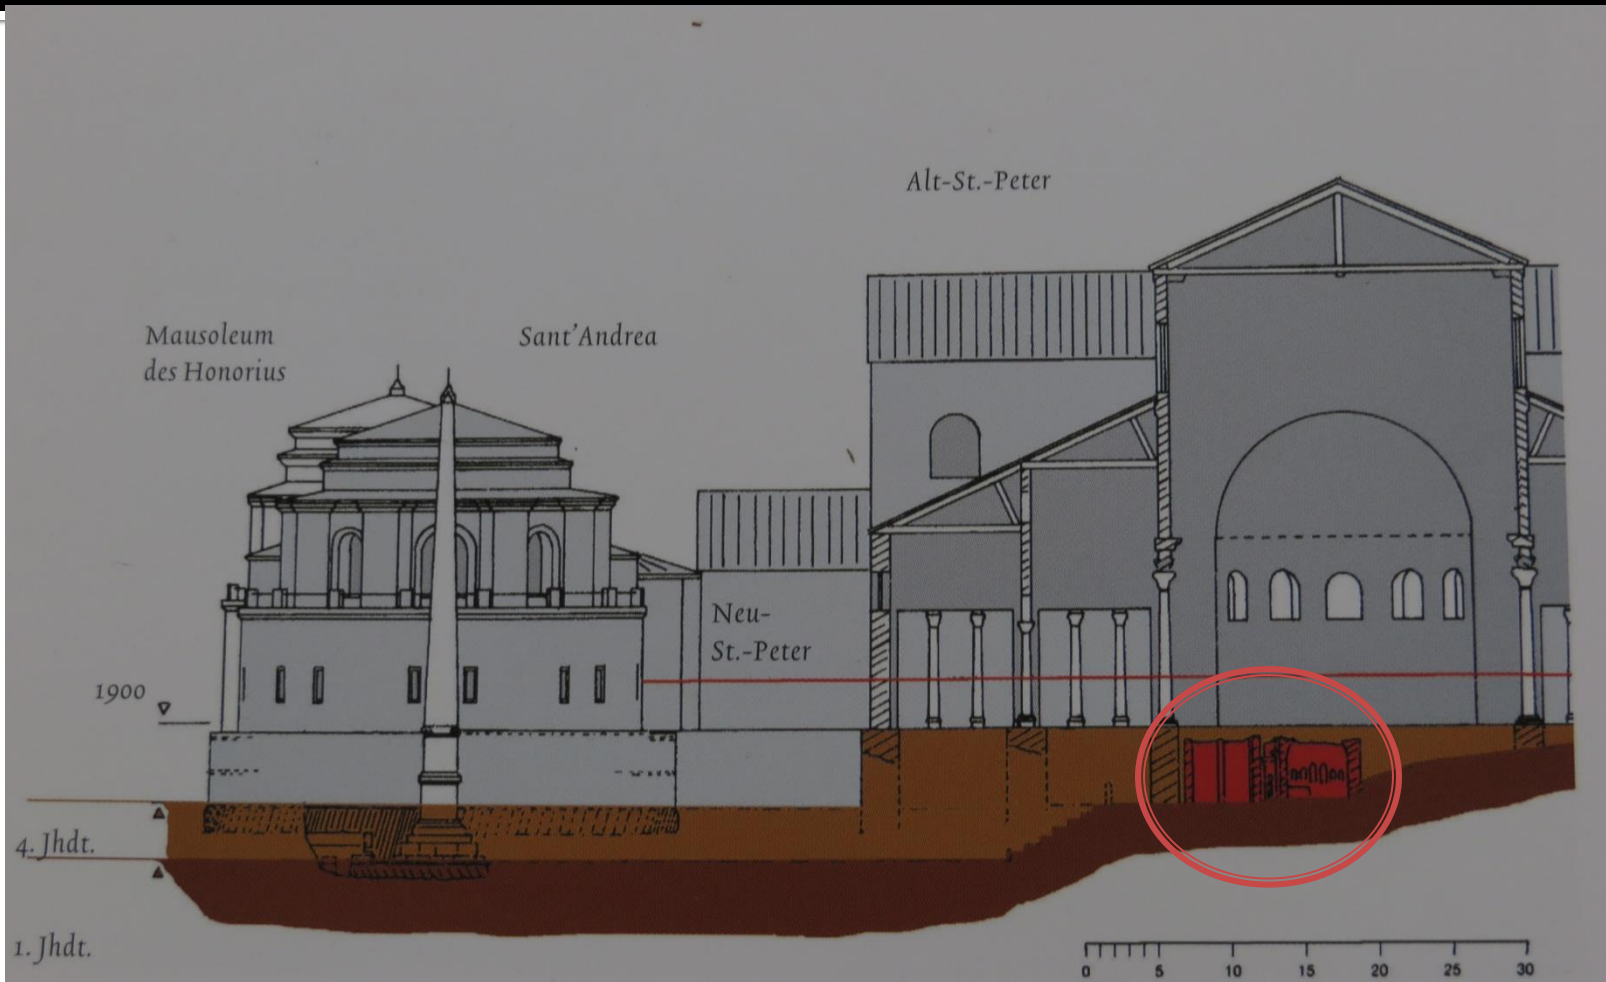 Alt-St.-Peter
Mausoleum
des Honorius
Sant'Andrea
Neu-
St.-Peter
1900
4. Jhdt.
1. Jhdt.
0 5 10 15 20 25 30